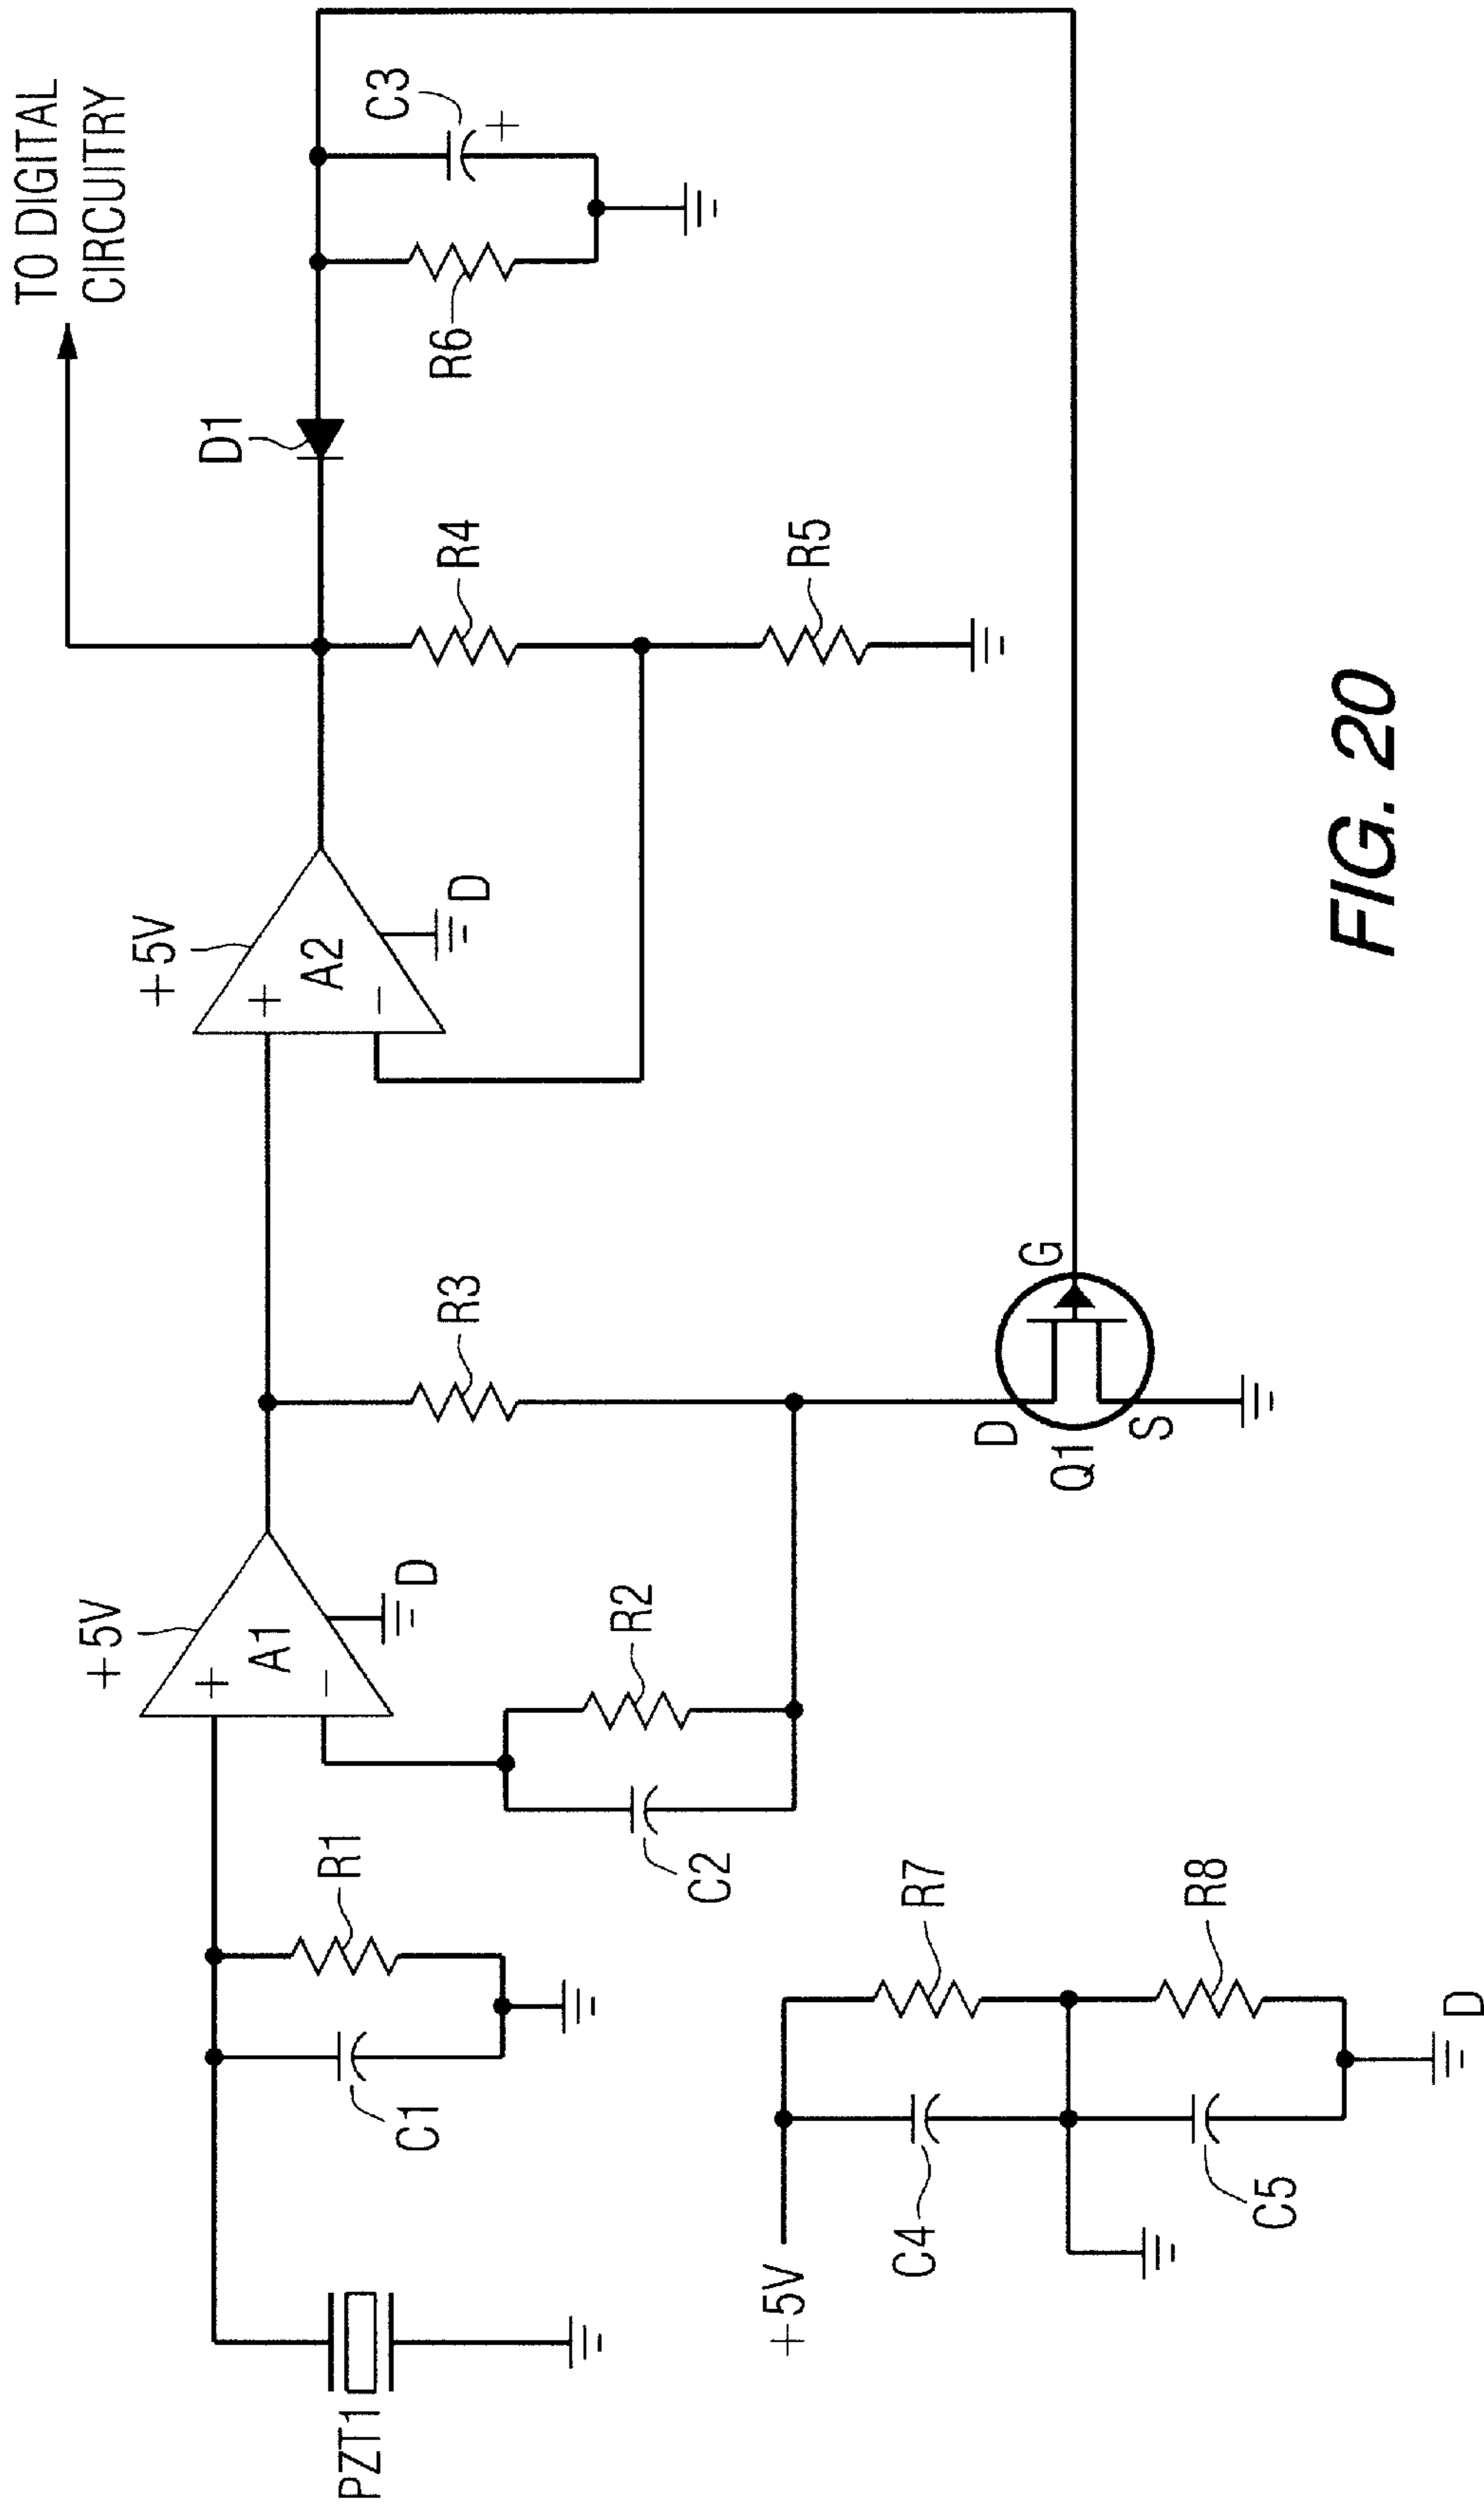 TO DIGITAL
CIRCUITRY
D1
C3
+
R6
+5V
+
A2
−
D
R4
R5
+5V
+
A1
−
D
R3
R1
C1
R2
C2
D
G
Q1
S
PZT1
+5V
C4
R7
C5
R8
D
FIG. 20